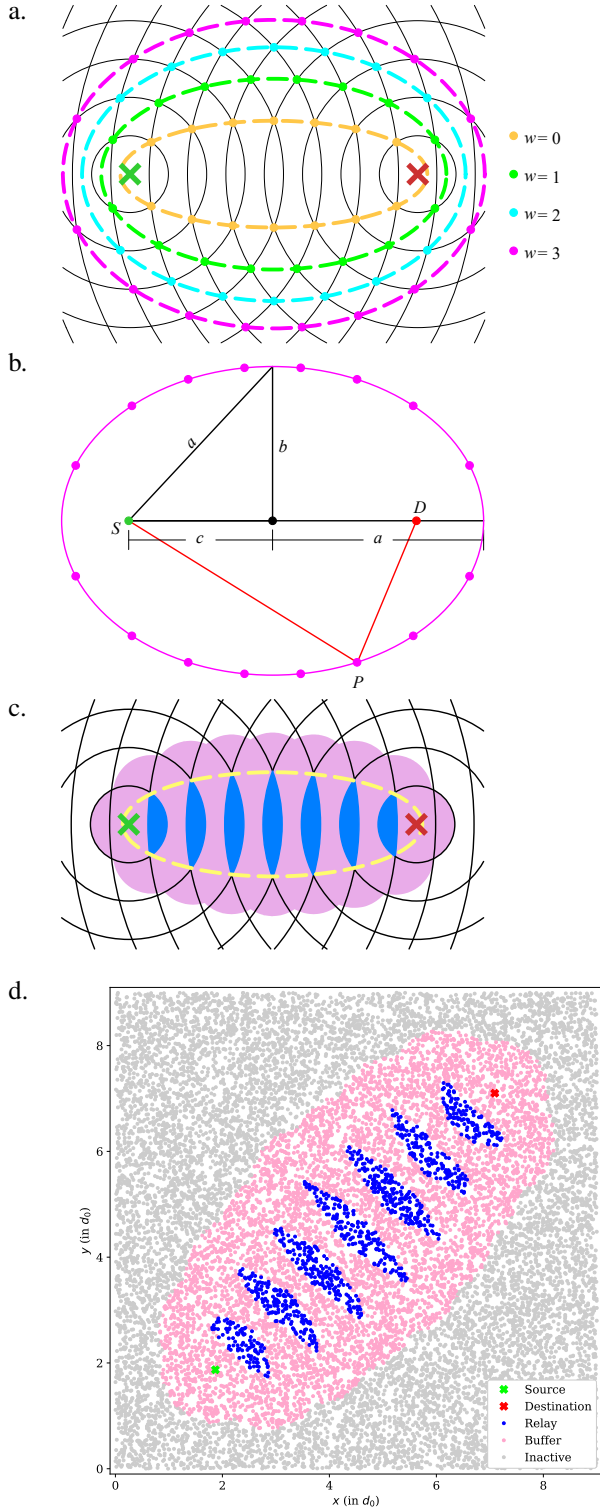 a.
w = 0
w = 1
w = 2
w = 3
b.
a
b
S
D
c
a
P
c.
d.
8
6
4
2
0
y (in d0)
0
2
4
6
8
x (in d0)
Source
Destination
Relay
Buffer
Inactive